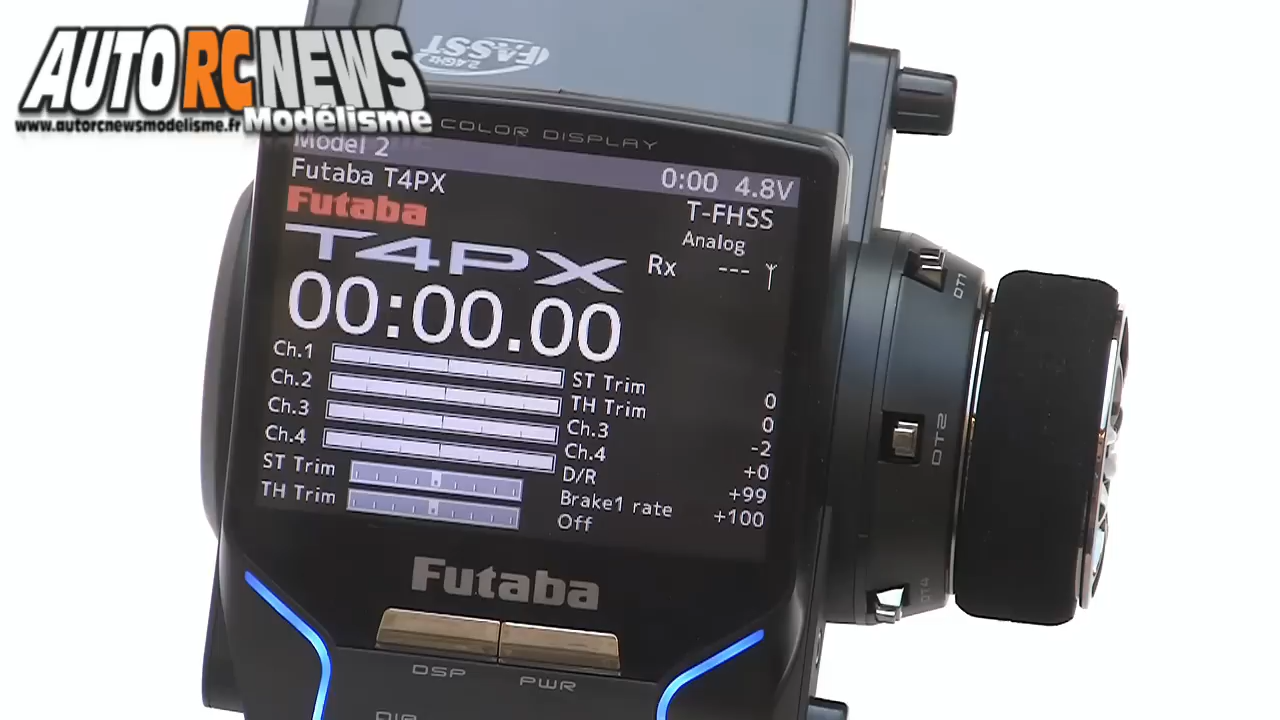 AUTO RC NEWS
www.autorcnewsmodelisme.fr Modélisme
2.4GHz FASST
COLOR DISPLAY
Model 2
0:00 4.8V
Futaba T4PX
T-FHSS
Futaba
Analog
T4PX
Rx ---
00:00.00
Ch.1
Ch.2
Ch.3
Ch.4
ST Trim
TH Trim
ST Trim 0
TH Trim 0
Ch.3 -2
Ch.4 +0
D/R +99
Brake1 rate +100
Off
Futaba
DSP PWR
DT1
DT2
DT4